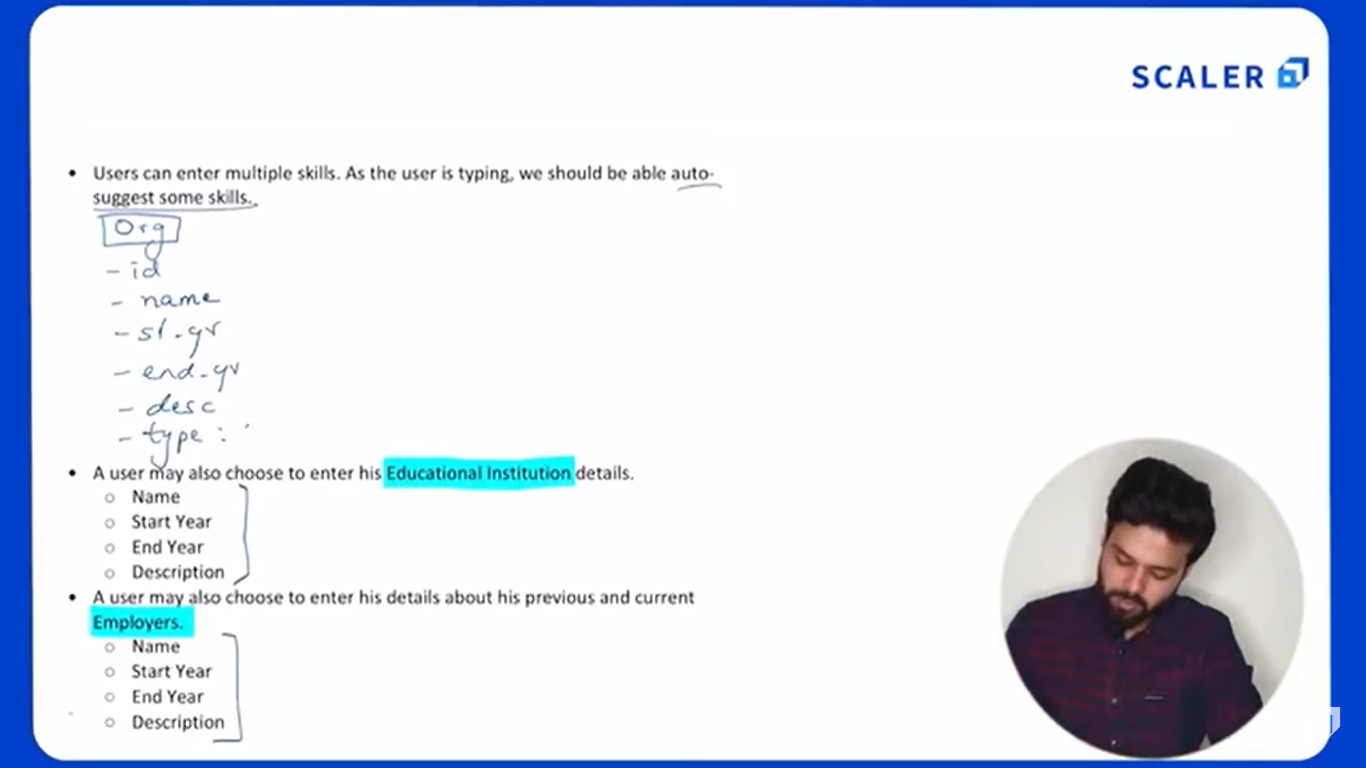 SCALER
• Users can enter multiple skills. As the user is typing, we should be able auto-
suggest some skills.
Org
- id
- name
- st-yr
- end-yr
- desc
- type : '
• A user may also choose to enter his Educational Institution details.
○ Name
○ Start Year
○ End Year
○ Description
• A user may also choose to enter his details about his previous and current
Employers.
○ Name
○ Start Year
○ End Year
○ Description